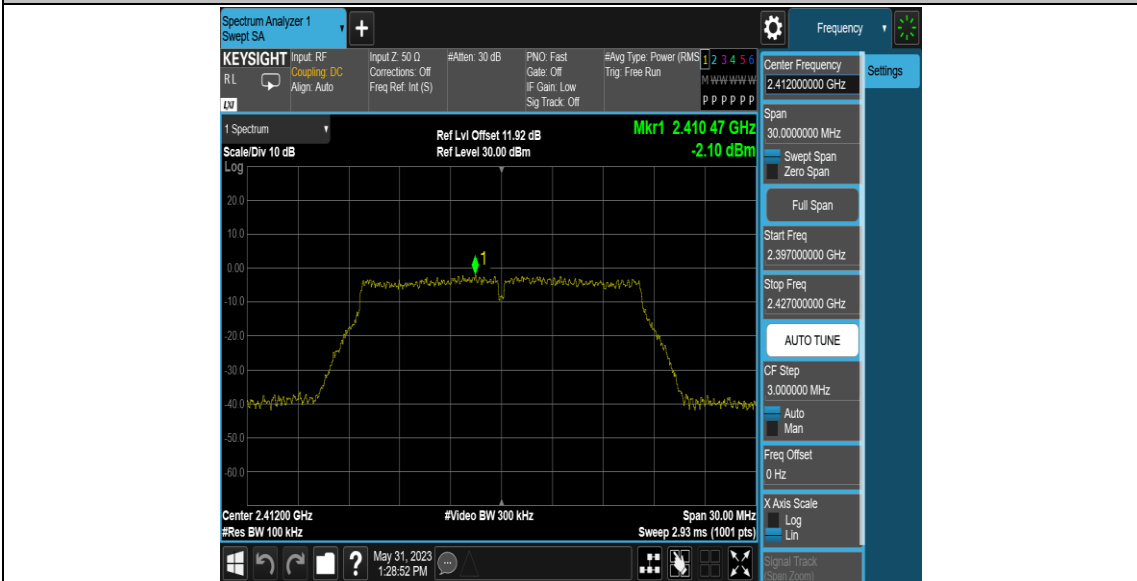 Spectrum Analyzer 1
Swept SA
+
Frequency
KEYSIGHT
R L
LXI
Input: RF
Coupling: DC
Align: Auto
Input Z: 50 Ω
Corrections: Off
Freq Ref: Int (S)
#Atten: 30 dB
PNO: Fast
Gate: Off
IF Gain: Low
Sig Track: Off
#Avg Type: Power (RMS
Trig: Free Run
1 2 3 4 5 6
M W W W W W
P P P P P P
1 Spectrum
Scale/Div 10 dB
Log
Ref Lvl Offset 11.92 dB
Ref Level 30.00 dBm
Mkr1 2.410 47 GHz
-2.10 dBm
20.0
10.0
0.00
-10.0
-20.0
-30.0
-40.0
-50.0
-60.0
1
Center 2.41200 GHz
#Res BW 100 kHz
#Video BW 300 kHz
Span 30.00 MHz
Sweep 2.93 ms (1001 pts)
?
May 31, 2023
1:28:52 PM
Center Frequency
2.412000000 GHz
Settings
Span
30.0000000 MHz
Swept Span
Zero Span
Full Span
Start Freq
2.397000000 GHz
Stop Freq
2.427000000 GHz
AUTO TUNE
CF Step
3.000000 MHz
Auto
Man
Freq Offset
0 Hz
X Axis Scale
Log
Lin
Signal Track
(Span Zoom)